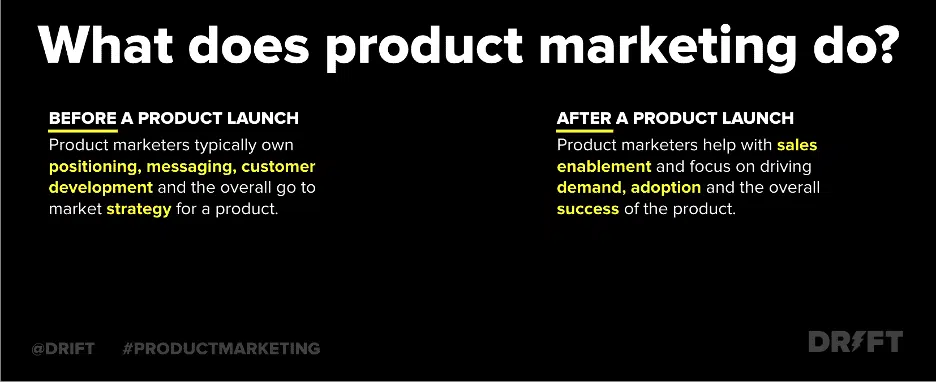 What does product marketing do?
BEFORE A PRODUCT LAUNCH
Product marketers typically own
positioning, messaging, customer
development and the overall go to
market strategy for a product.
AFTER A PRODUCT LAUNCH
Product marketers help with sales
enablement and focus on driving
demand, adoption and the overall
success of the product.
@DRIFT #PRODUCTMARKETING
DRIFT